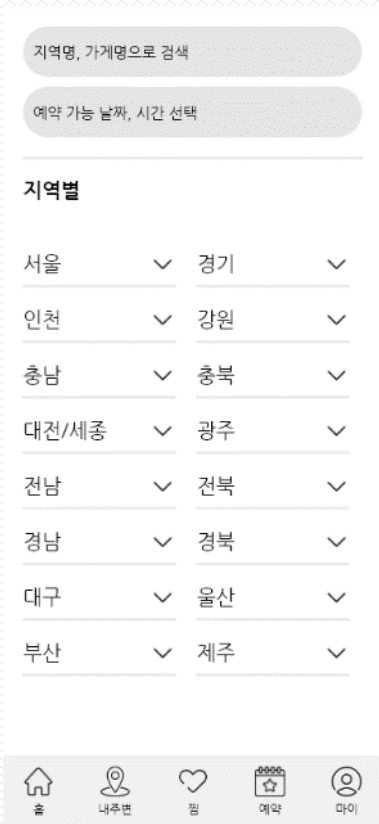 지역명, 가게명으로 검색
예약 가능 날짜, 시간 선택
지역별
서울 경기
인천 강원
충남 충북
대전/세종 광주
전남 전북
경남 경북
대구 울산
부산 제주
홈 내주변 찜 예약 마이